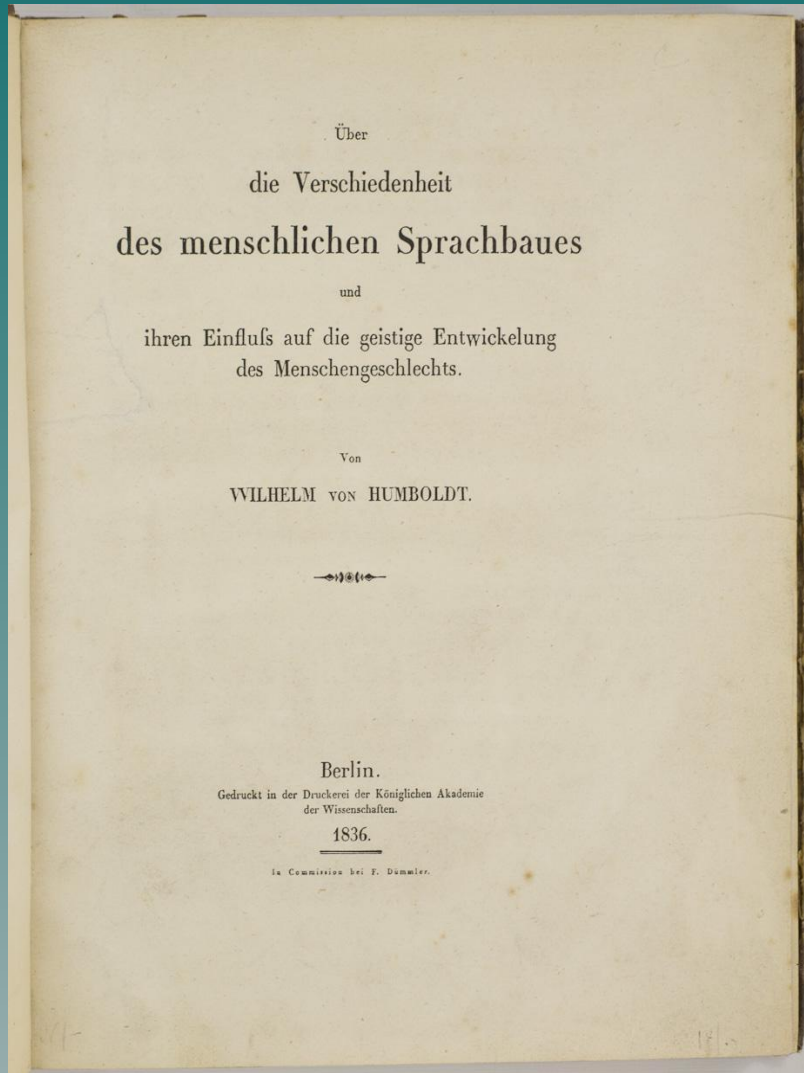 Über
die Verschiedenheit
des menschlichen Sprachbaues
und
ihren Einfluſs auf die geistige Entwickelung
des Menschengeschlechts.
Von
WILHELM VON HUMBOLDT.
Berlin.
Gedruckt in der Druckerei der Königlichen Akademie
der Wissenschaften.
1836.
In Commission bei F. Dümmler.